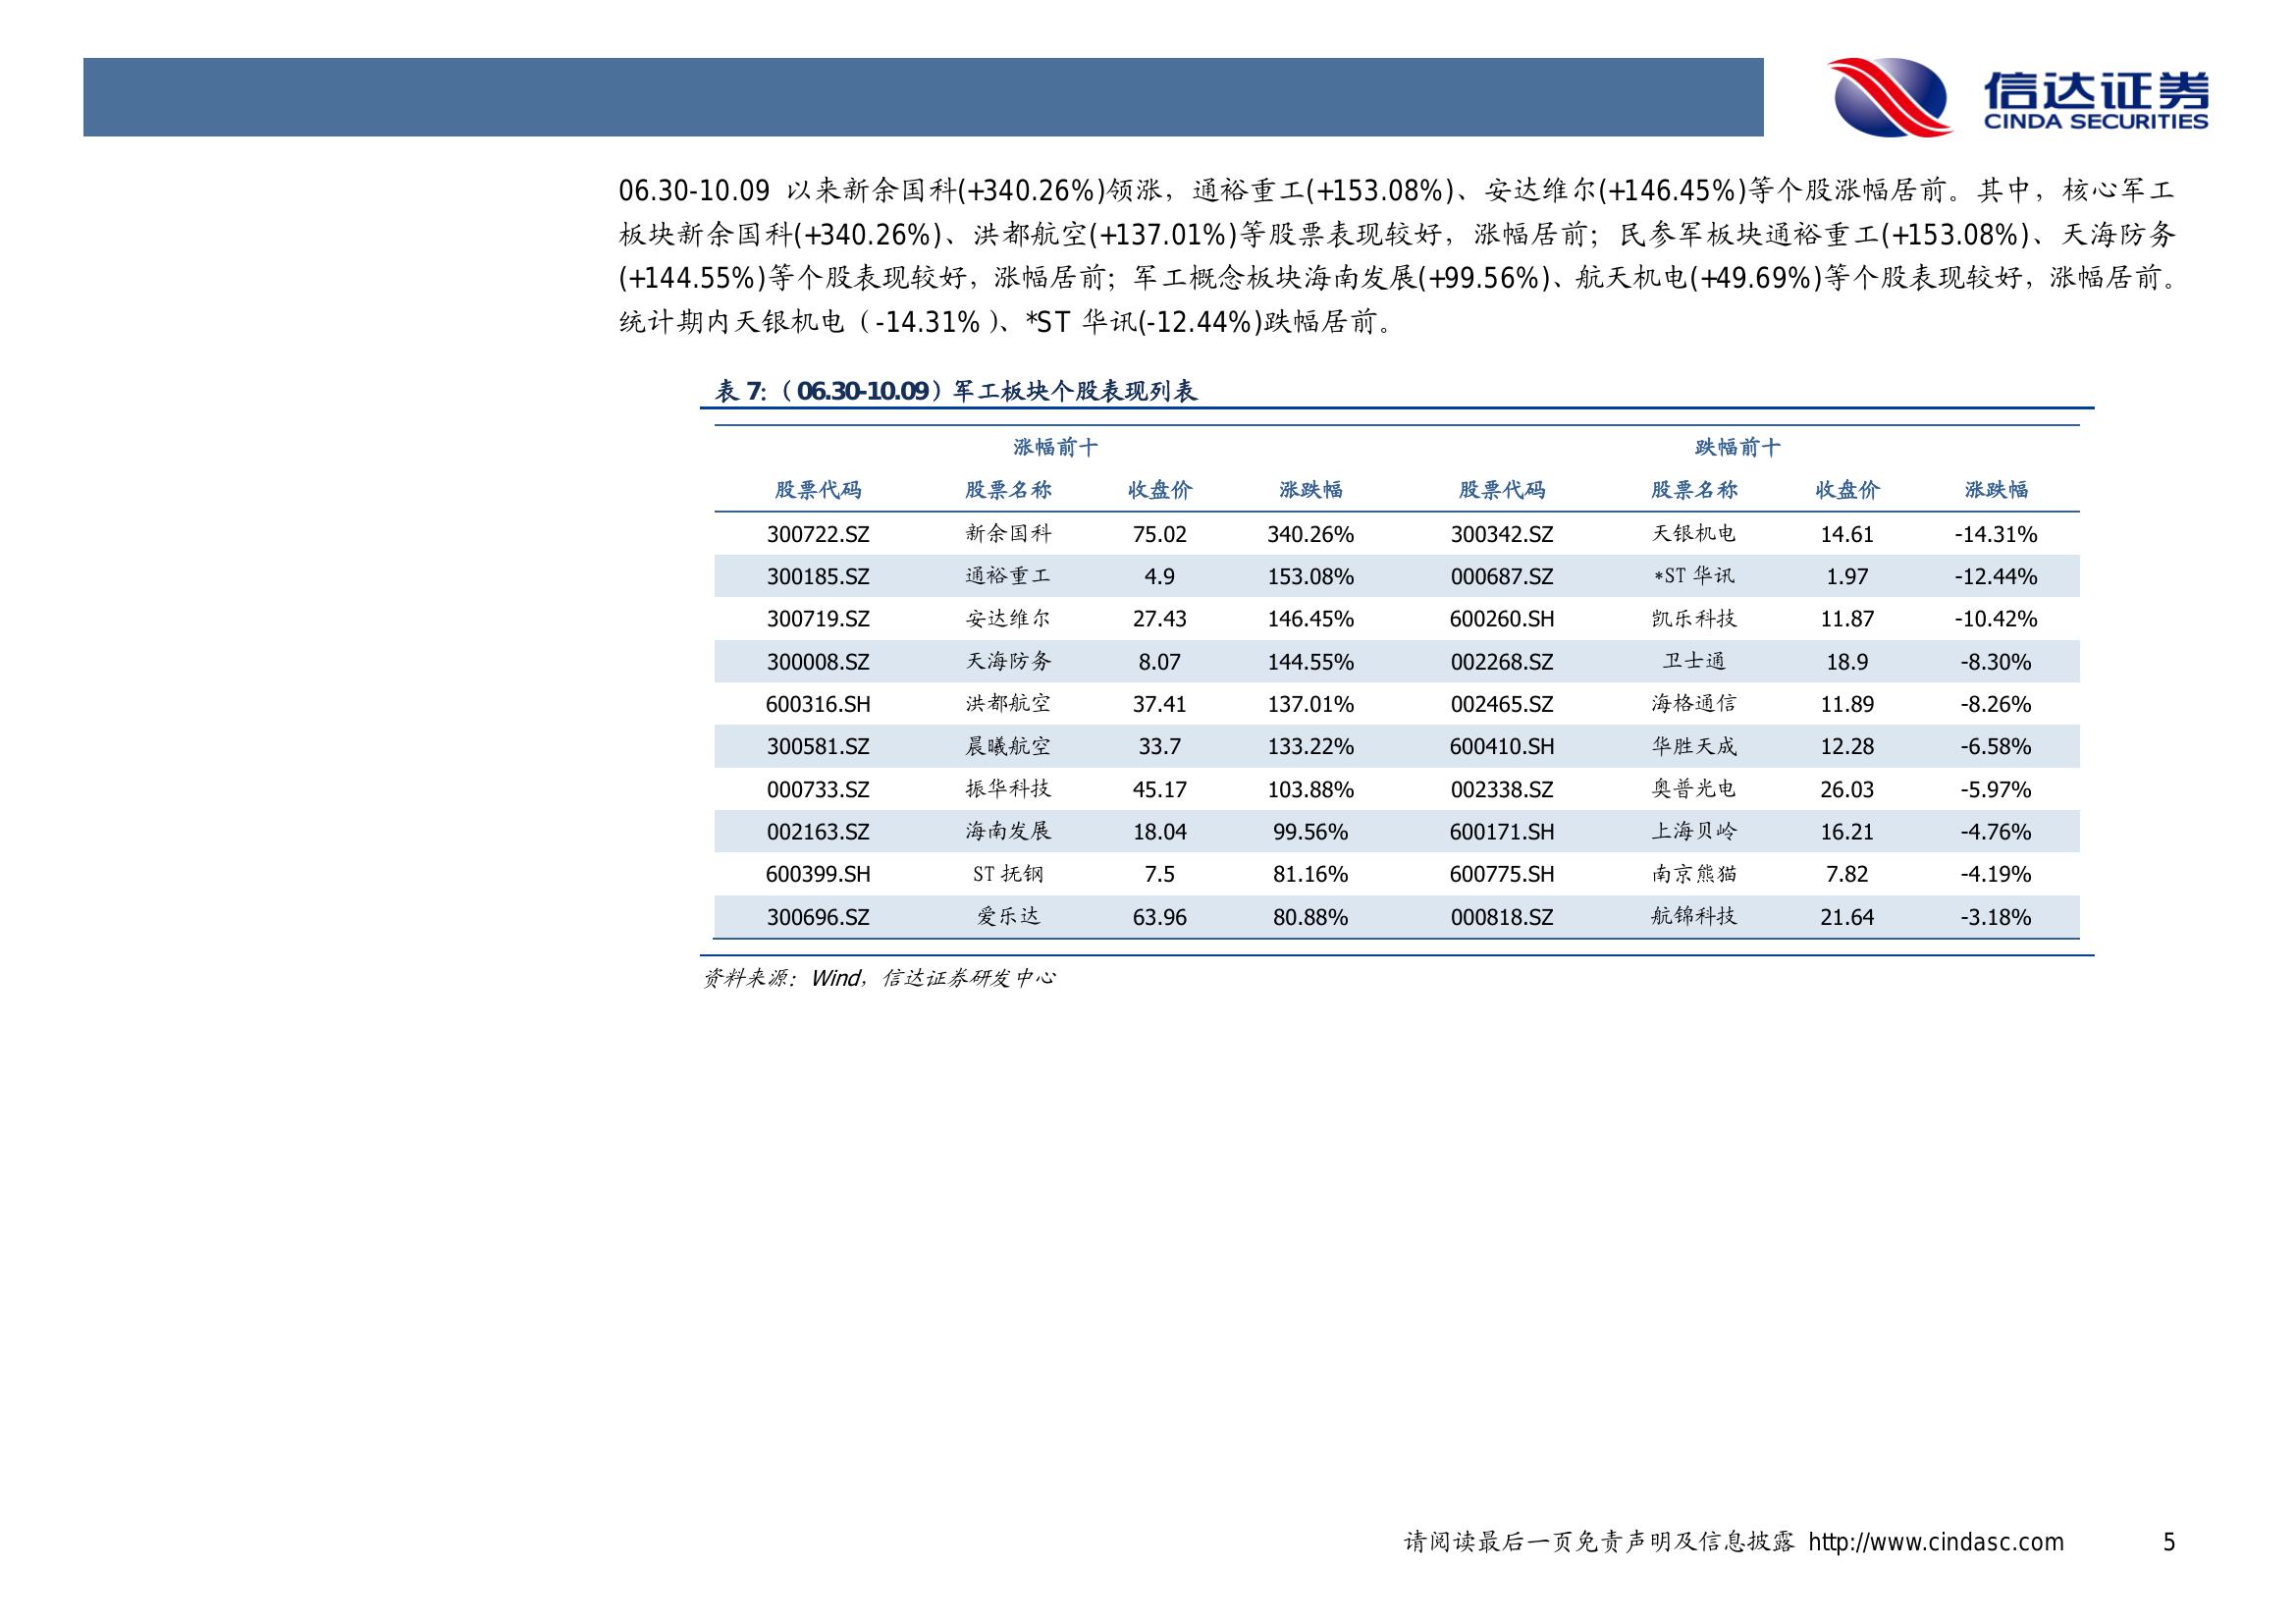 信达证券
CINDA SECURITIES
06.30-10.09 以来新余国科(+340.26%)领涨，通裕重工(+153.08%)、安达维尔(+146.45%)等个股涨幅居前。其中，核心军工
板块新余国科(+340.26%)、洪都航空(+137.01%)等股票表现较好，涨幅居前；民参军板块通裕重工(+153.08%)、天海防务
(+144.55%)等个股表现较好，涨幅居前；军工概念板块海南发展(+99.56%)、航天机电(+49.69%)等个股表现较好，涨幅居前。
统计期内天银机电（-14.31%）、*ST 华讯(-12.44%)跌幅居前。
表 7:（06.30-10.09）军工板块个股表现列表
涨幅前十 跌幅前十
股票代码 股票名称 收盘价 涨跌幅 股票代码 股票名称 收盘价 涨跌幅
300722.SZ 新余国科 75.02 340.26% 300342.SZ 天银机电 14.61 -14.31%
300185.SZ 通裕重工 4.9 153.08% 000687.SZ *ST 华讯 1.97 -12.44%
300719.SZ 安达维尔 27.43 146.45% 600260.SH 凯乐科技 11.87 -10.42%
300008.SZ 天海防务 8.07 144.55% 002268.SZ 卫士通 18.9 -8.30%
600316.SH 洪都航空 37.41 137.01% 002465.SZ 海格通信 11.89 -8.26%
300581.SZ 晨曦航空 33.7 133.22% 600410.SH 华胜天成 12.28 -6.58%
000733.SZ 振华科技 45.17 103.88% 002338.SZ 奥普光电 26.03 -5.97%
002163.SZ 海南发展 18.04 99.56% 600171.SH 上海贝岭 16.21 -4.76%
600399.SH ST 抚钢 7.5 81.16% 600775.SH 南京熊猫 7.82 -4.19%
300696.SZ 爱乐达 63.96 80.88% 000818.SZ 航锦科技 21.64 -3.18%
资料来源：Wind，信达证券研发中心
请阅读最后一页免责声明及信息披露 http://www.cindasc.com 5